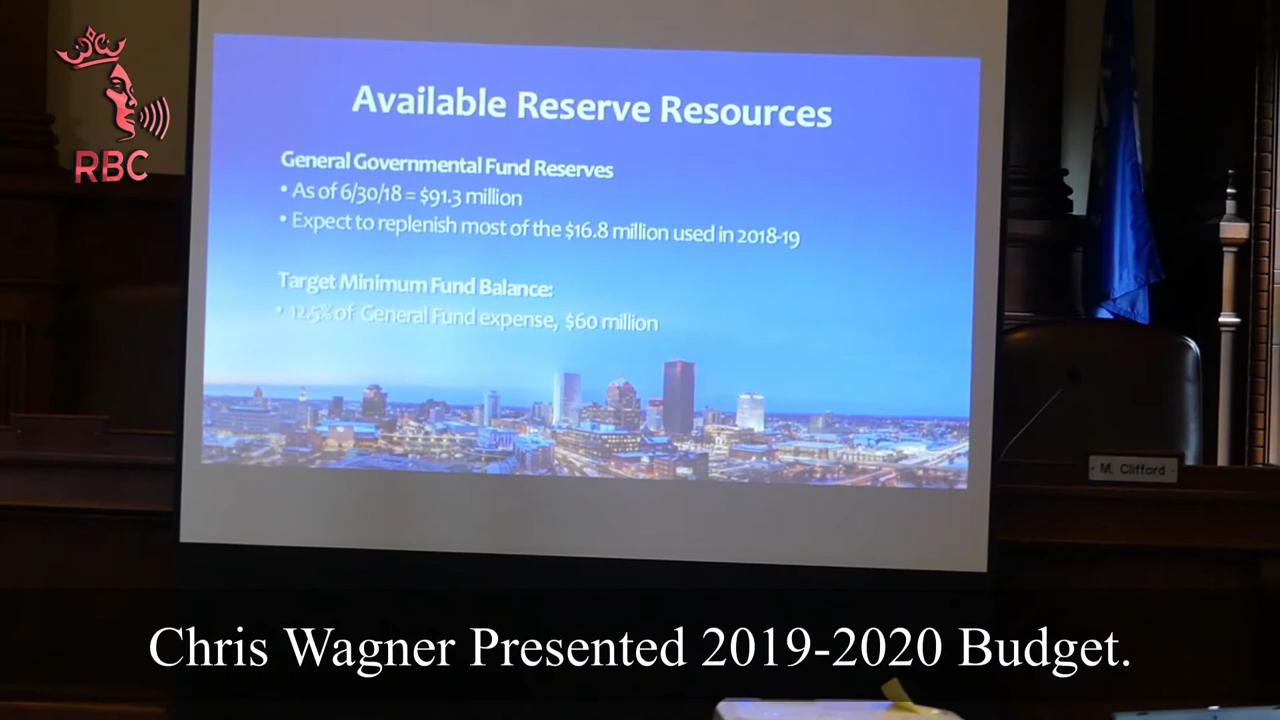 RBC
Available Reserve Resources
General Governmental Fund Reserves
• As of 6/30/18 = $91.3 million
• Expect to replenish most of the $16.8 million used in 2018-19
Target Minimum Fund Balance:
• 12.5% of General Fund expense, $60 million
M. Clifford
Chris Wagner Presented 2019-2020 Budget.